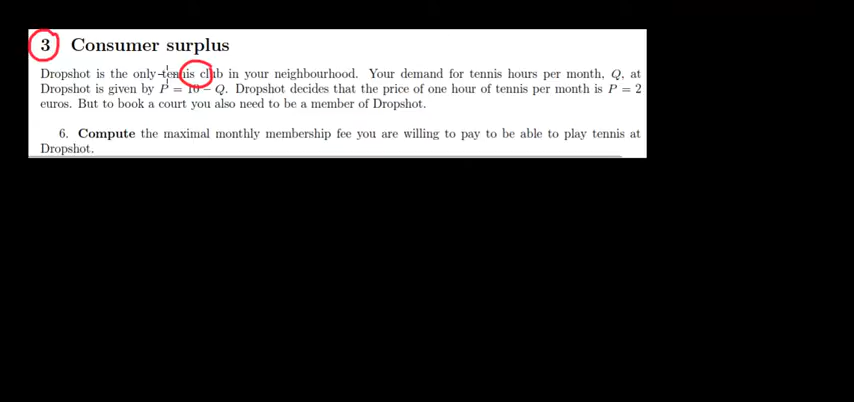 3 Consumer surplus
Dropshot is the only tennis club in your neighbourhood. Your demand for tennis hours per month, Q, at
Dropshot is given by P = 10 − Q. Dropshot decides that the price of one hour of tennis per month is P = 2
euros. But to book a court you also need to be a member of Dropshot.
6. Compute the maximal monthly membership fee you are willing to pay to be able to play tennis at
Dropshot.